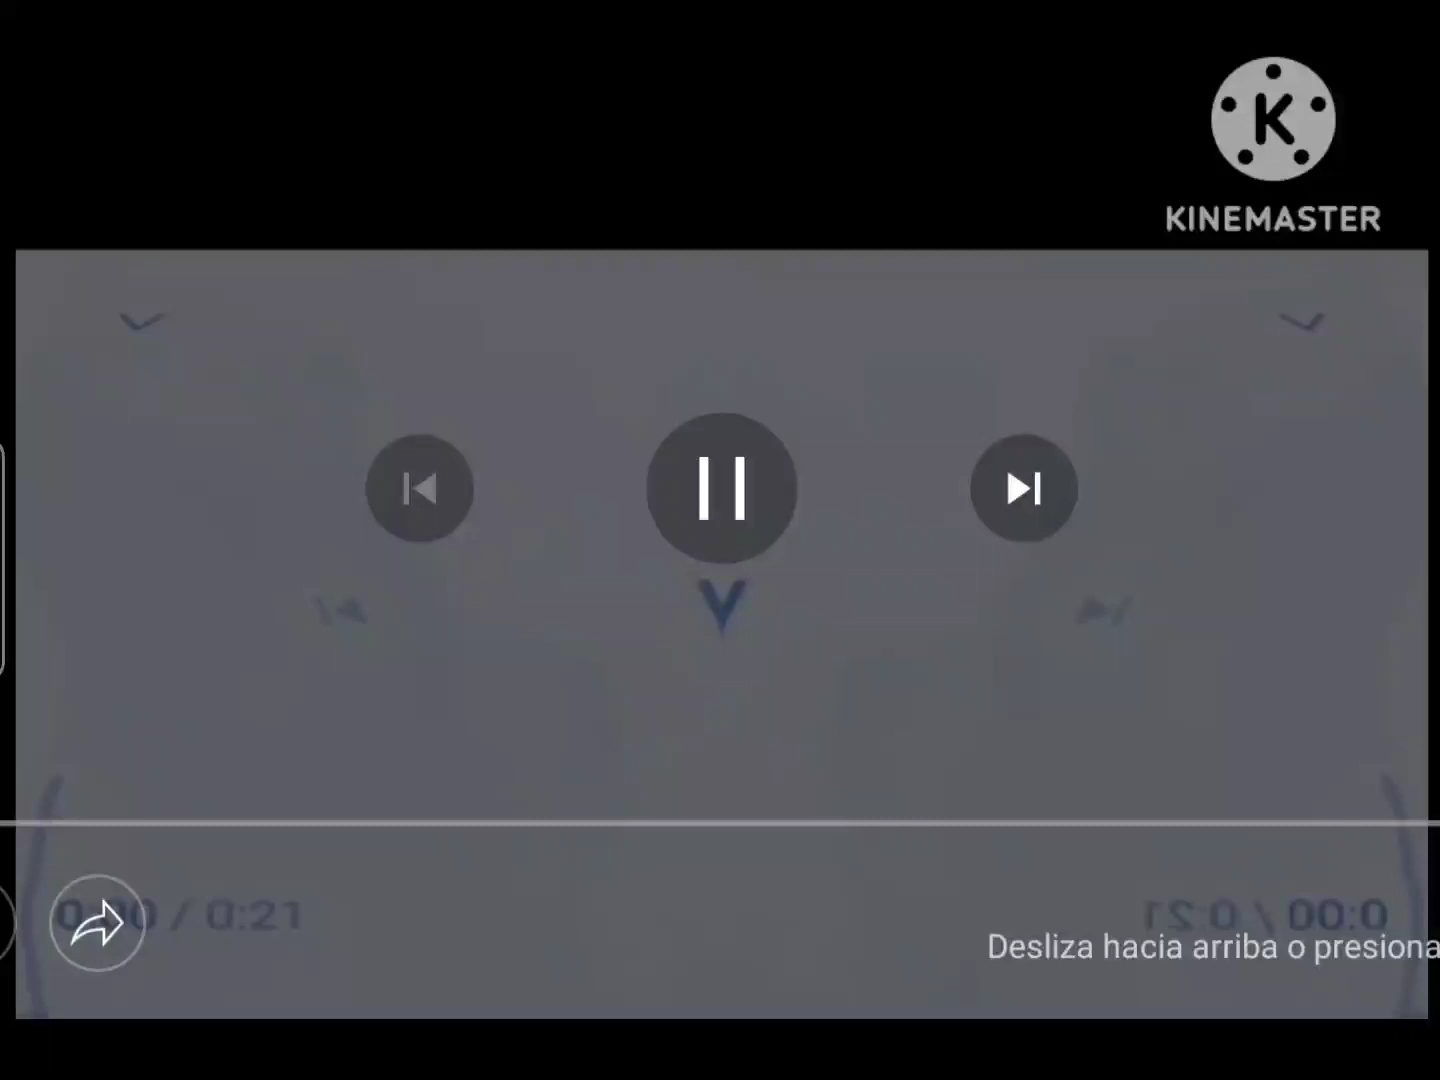 K
KINEMASTER
0:00 / 0:21
0:00 / 0:21
Desliza hacia arriba o presiona